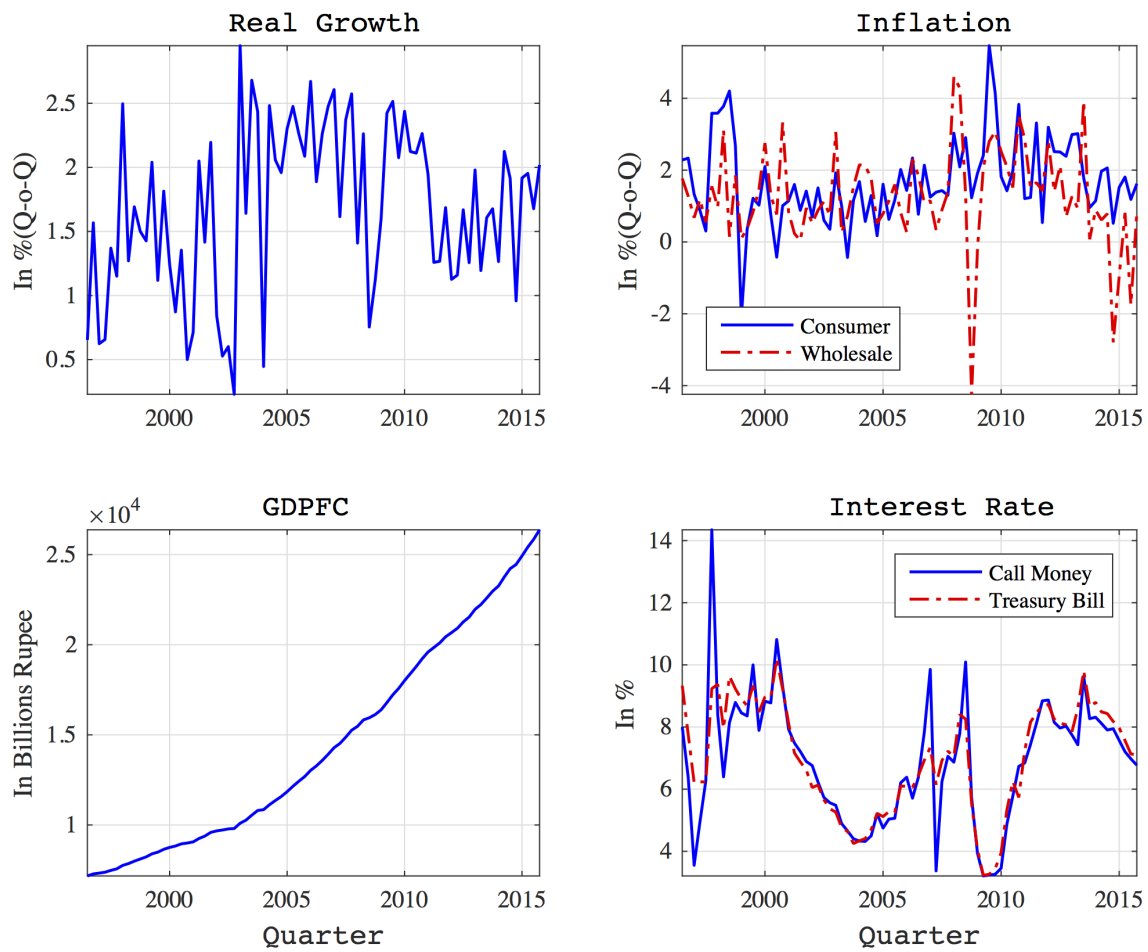 Real Growth
In %(Q-o-Q)
2.5
2
1.5
1
0.5
2000 2005 2010 2015
Inflation
In %(Q-o-Q)
4
2
0
-2
-4
Consumer
Wholesale
2000 2005 2010 2015
GDPFC
×10⁴
In Billions Rupee
2.5
2
1.5
1
2000 2005 2010 2015
Quarter
Interest Rate
In %
14
12
10
8
6
4
Call Money
Treasury Bill
2000 2005 2010 2015
Quarter